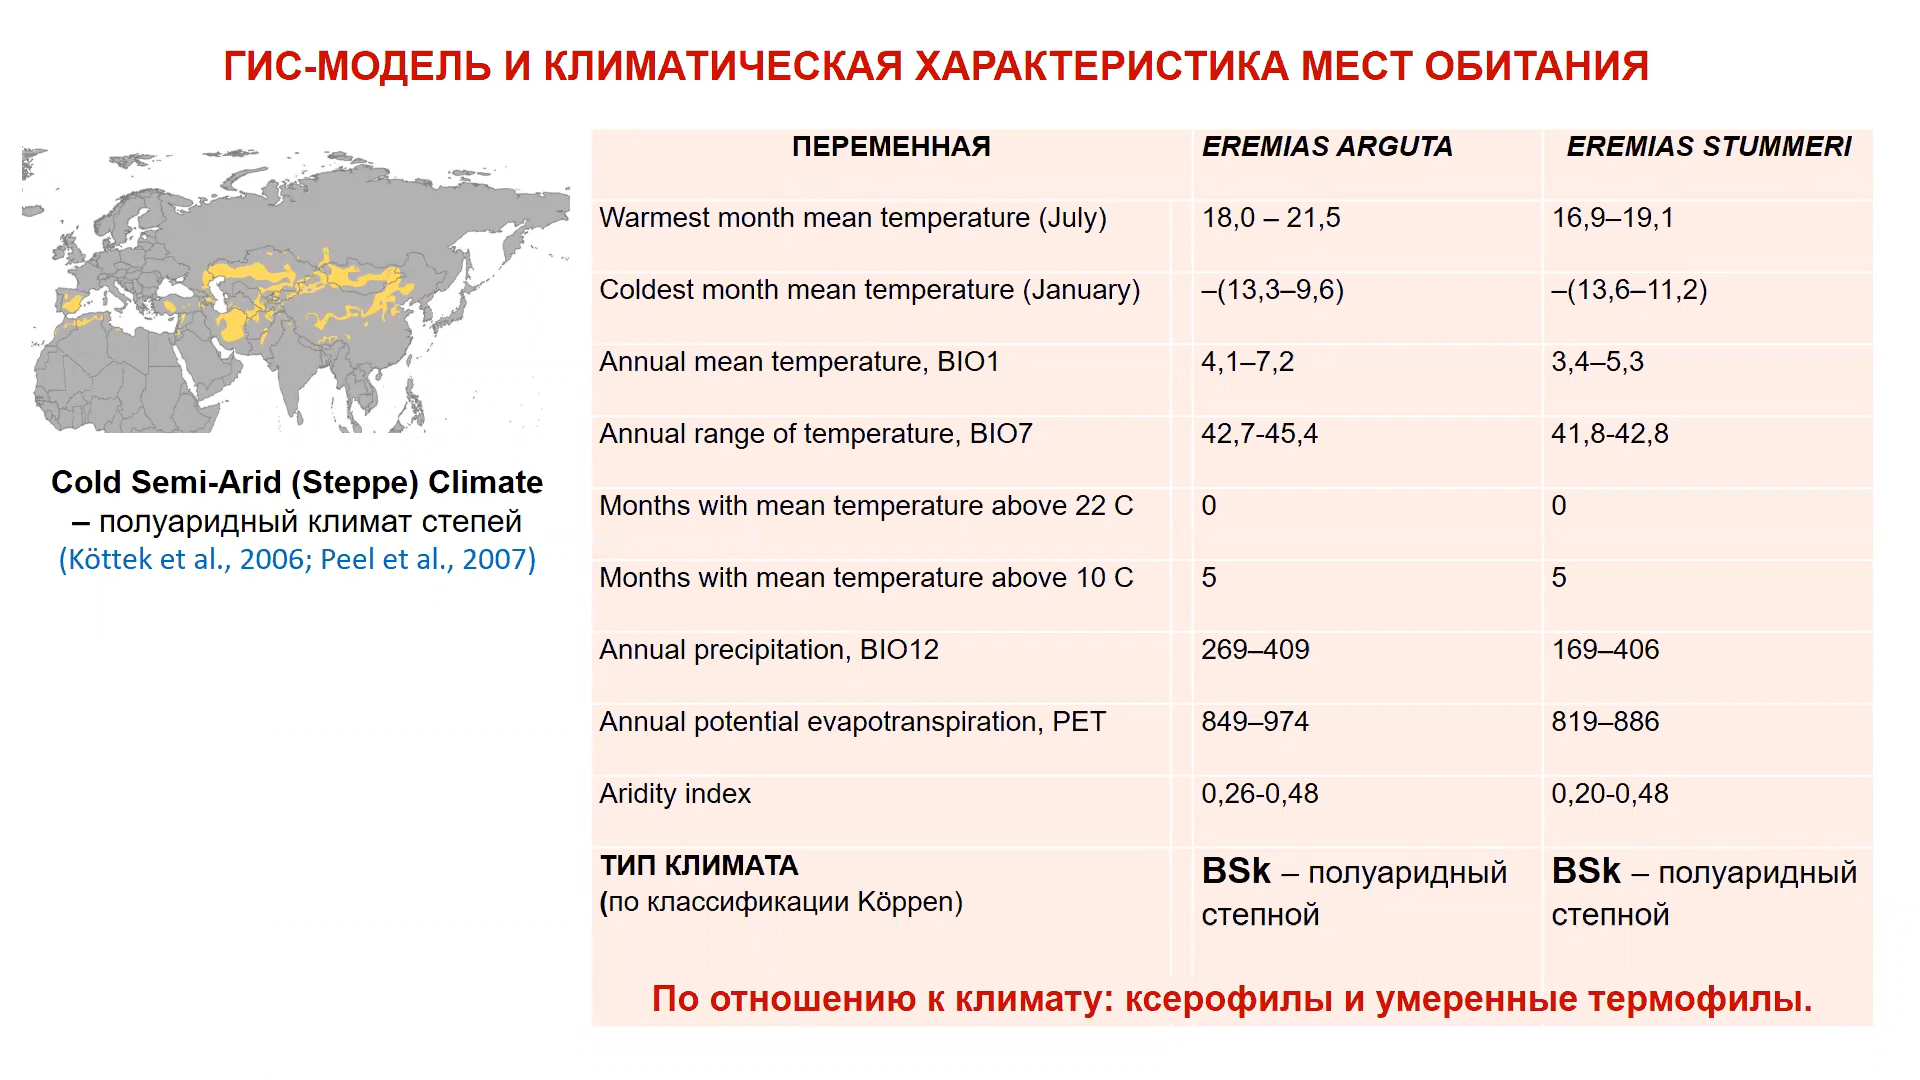 ГИС-МОДЕЛЬ И КЛИМАТИЧЕСКАЯ ХАРАКТЕРИСТИКА МЕСТ ОБИТАНИЯ
Cold Semi-Arid (Steppe) Climate
– полуаридный климат степей
(Köttek et al., 2006; Peel et al., 2007)
ПЕРЕМЕННАЯ EREMIAS ARGUTA EREMIAS STUMMERI
Warmest month mean temperature (July) 18,0 – 21,5 16,9–19,1
Coldest month mean temperature (January) –(13,3–9,6) –(13,6–11,2)
Annual mean temperature, BIO1 4,1–7,2 3,4–5,3
Annual range of temperature, BIO7 42,7-45,4 41,8-42,8
Months with mean temperature above 22 C 0 0
Months with mean temperature above 10 C 5 5
Annual precipitation, BIO12 269–409 169–406
Annual potential evapotranspiration, PET 849–974 819–886
Aridity index 0,26-0,48 0,20-0,48
ТИП КЛИМАТА
(по классификации Köppen)
BSk – полуаридный
степной
BSk – полуаридный
степной
По отношению к климату: ксерофилы и умеренные термофилы.